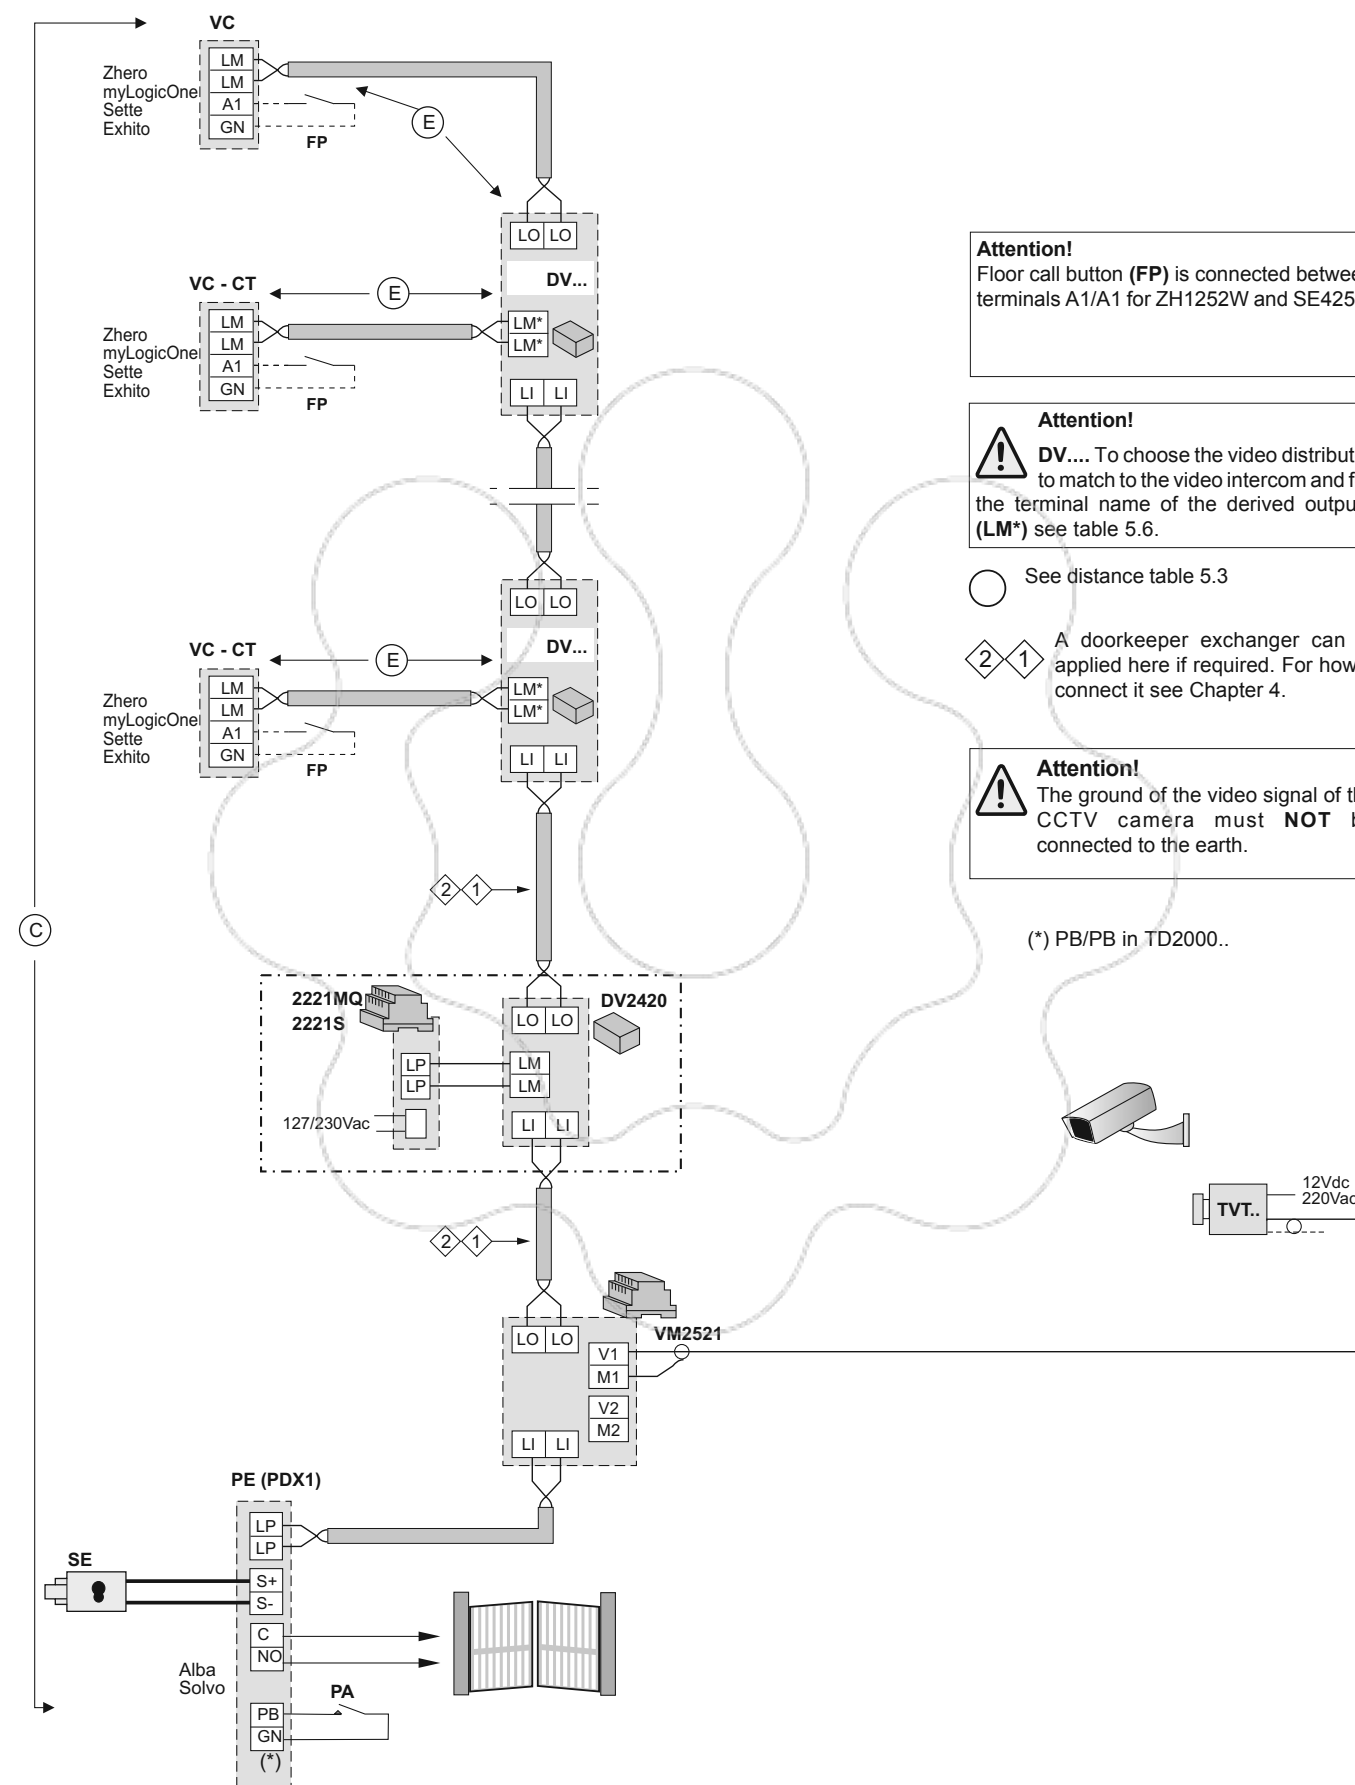 VC
LM
LM
A1
GN
Zhero
myLogicOne
Sette
Exhito
FP
E
LO LO
DV...
LM*
LM*
LI LI
VC - CT
E
LM
LM
A1
GN
Zhero
myLogicOne
Sette
Exhito
FP
Attention!
Floor call button (FP) is connected
terminals A1/A1 for ZH1252W and
Attention!
DV.... To choose the video
to match to the video intercom and
the terminal name of the derived
(LM*) see table 5.6.
See distance table 5.3
2 1
A doorkeeper exchanger can
applied here if required. For
connect it see Chapter 4.
Attention!
The ground of the video signal of
CCTV camera must NOT
connected to the earth.
(*) PB/PB in TD2000..
LO LO
DV...
LM*
LM*
LI LI
VC - CT
E
LM
LM
A1
GN
Zhero
myLogicOne
Sette
Exhito
FP
2 1
C
2221MQ
2221S
LP
LP
127/230Vac
DV2420
LO LO
LM
LM
LI LI
2 1
TVT..
12Vdc
VM2521
LO LO
V1
M1
V2
M2
LI LI
PE (PDX1)
LP
LP
SE
S+
S-
C
NO
Alba
Solvo
PA
PB
GN
(*)